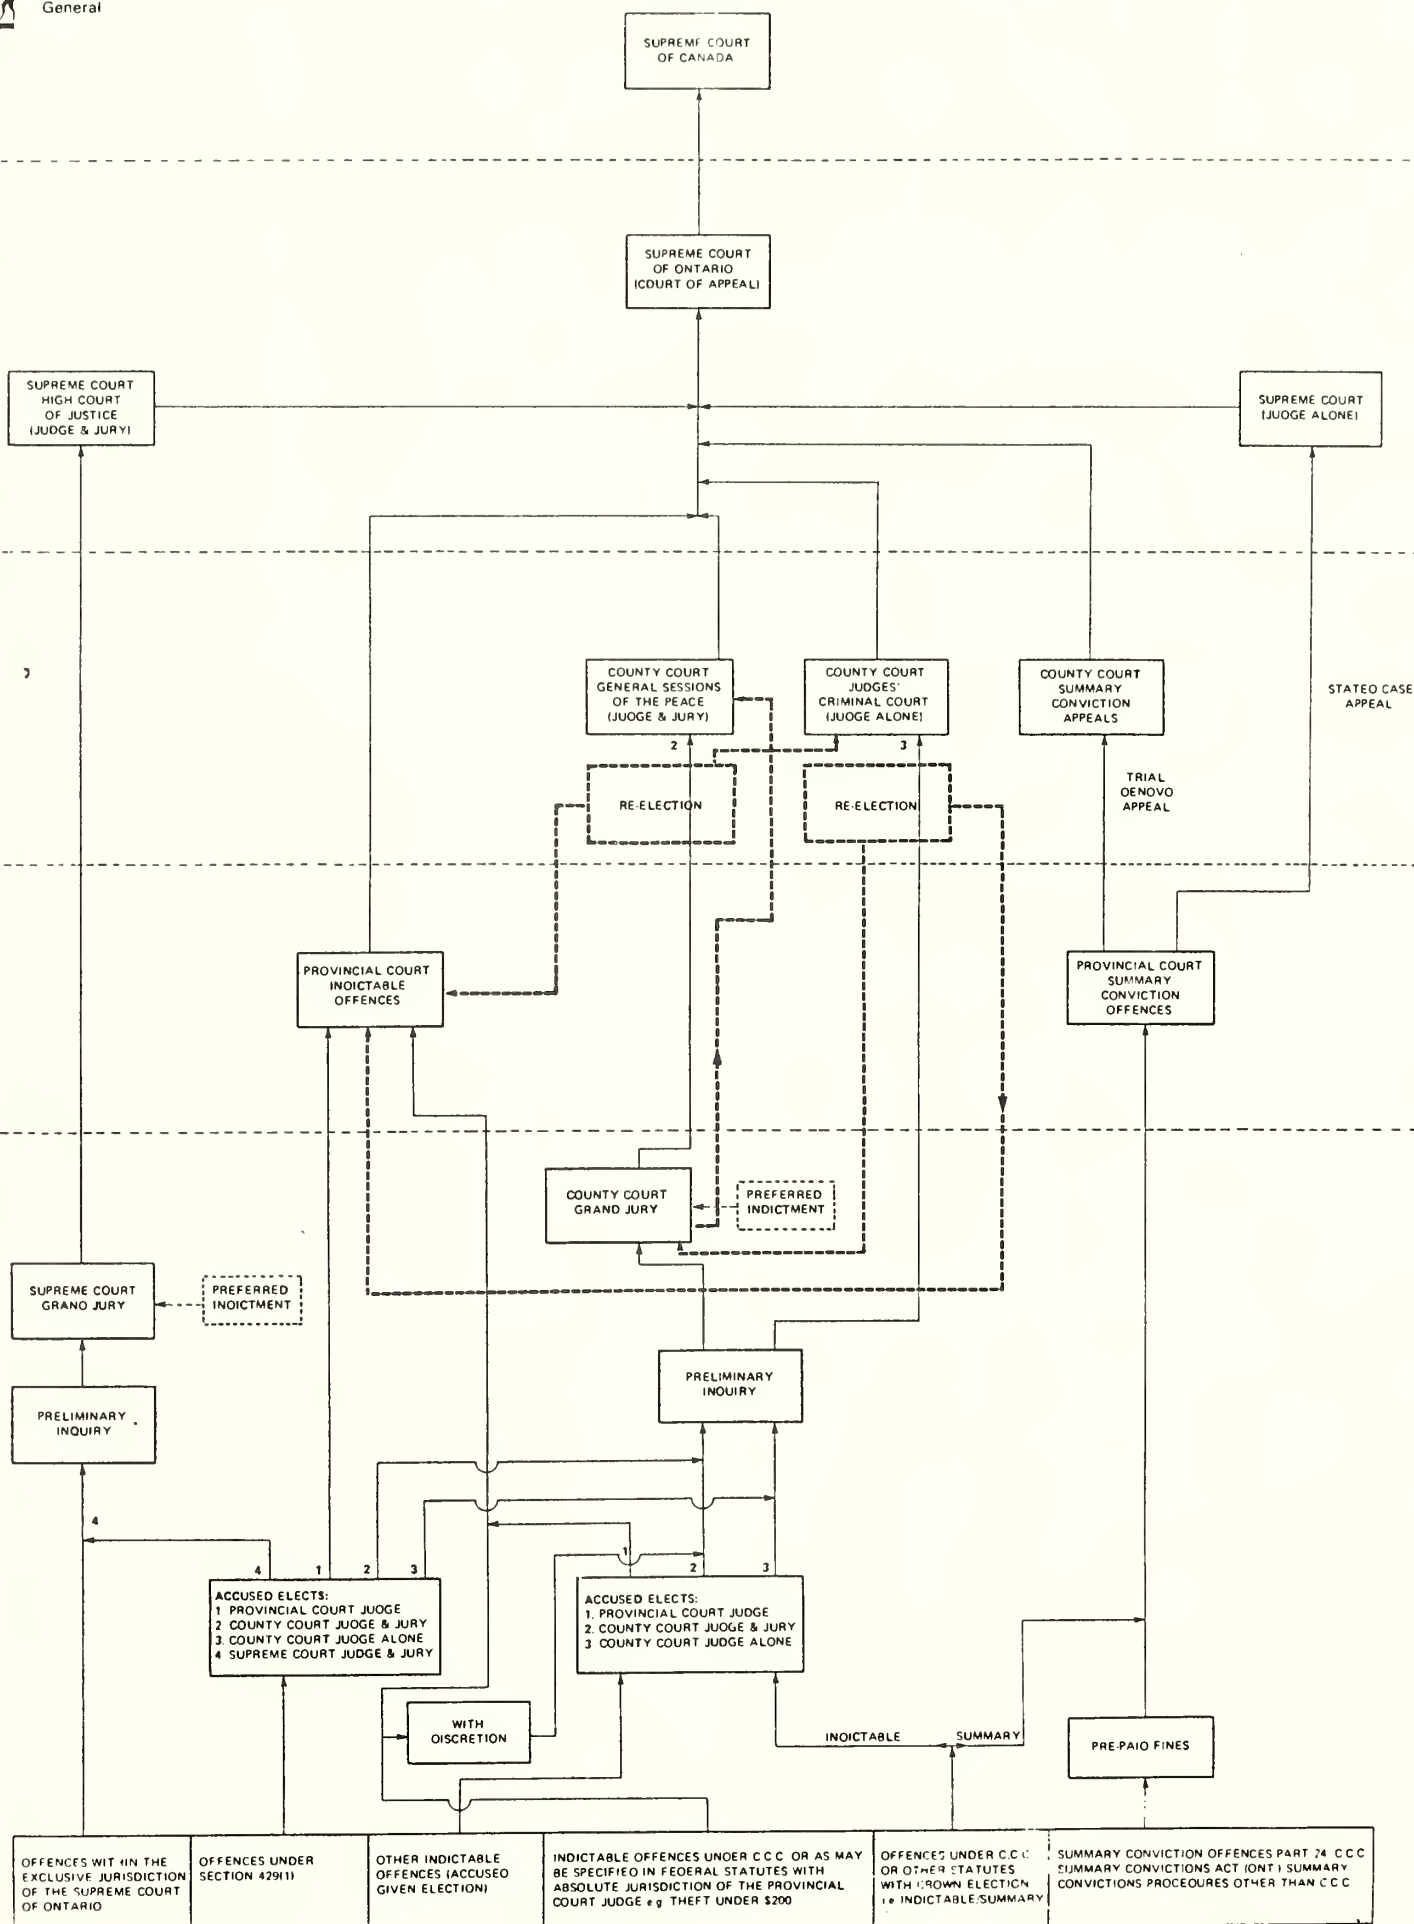 General
SUPREME COURT
OF CANADA
SUPREME COURT
OF ONTARIO
(COURT OF APPEAL)
SUPREME COURT
HIGH COURT
OF JUSTICE
(JUDGE & JURY)
SUPREME COURT
(JUDGE ALONE)
COUNTY COURT
GENERAL SESSIONS
OF THE PEACE
(JUDGE & JURY)
COUNTY COURT
JUDGES'
CRIMINAL COURT
(JUDGE ALONE)
COUNTY COURT
SUMMARY
CONVICTION
APPEALS
STATED CASE
APPEAL
2
3
RE-ELECTION
RE-ELECTION
TRIAL
DENOVO
APPEAL
PROVINCIAL COURT
INDICTABLE
OFFENCES
PROVINCIAL COURT
SUMMARY
CONVICTION
OFFENCES
COUNTY COURT
GRAND JURY
PREFERRED
INDICTMENT
SUPREME COURT
GRAND JURY
PREFERRED
INDICTMENT
PRELIMINARY
INQUIRY
PRELIMINARY
INQUIRY
4
4
1
2
3
1
2
3
ACCUSED ELECTS:
1 PROVINCIAL COURT JUDGE
2 COUNTY COURT JUDGE & JURY
3. COUNTY COURT JUDGE ALONE
4 SUPREME COURT JUDGE & JURY
ACCUSED ELECTS:
1. PROVINCIAL COURT JUDGE
2. COUNTY COURT JUDGE & JURY
3 COUNTY COURT JUDGE ALONE
WITH
DISCRETION
INDICTABLE
SUMMARY
PRE-PAID FINES
OFFENCES WITHIN THE
EXCLUSIVE JURISDICTION
OF THE SUPREME COURT
OF ONTARIO
OFFENCES UNDER
SECTION 429(1)
OTHER INDICTABLE
OFFENCES (ACCUSED
GIVEN ELECTION)
INDICTABLE OFFENCES UNDER C.C.C. OR AS MAY
BE SPECIFIED IN FEDERAL STATUTES WITH
ABSOLUTE JURISDICTION OF THE PROVINCIAL
COURT JUDGE e.g. THEFT UNDER $200
OFFENCES UNDER C.C.C.
OR OTHER STATUTES
WITH CROWN ELECTION
i.e. INDICTABLE/SUMMARY
SUMMARY CONVICTION OFFENCES PART 24 C C C
SUMMARY CONVICTIONS ACT (ONT) SUMMARY
CONVICTIONS PROCEDURES OTHER THAN C C C